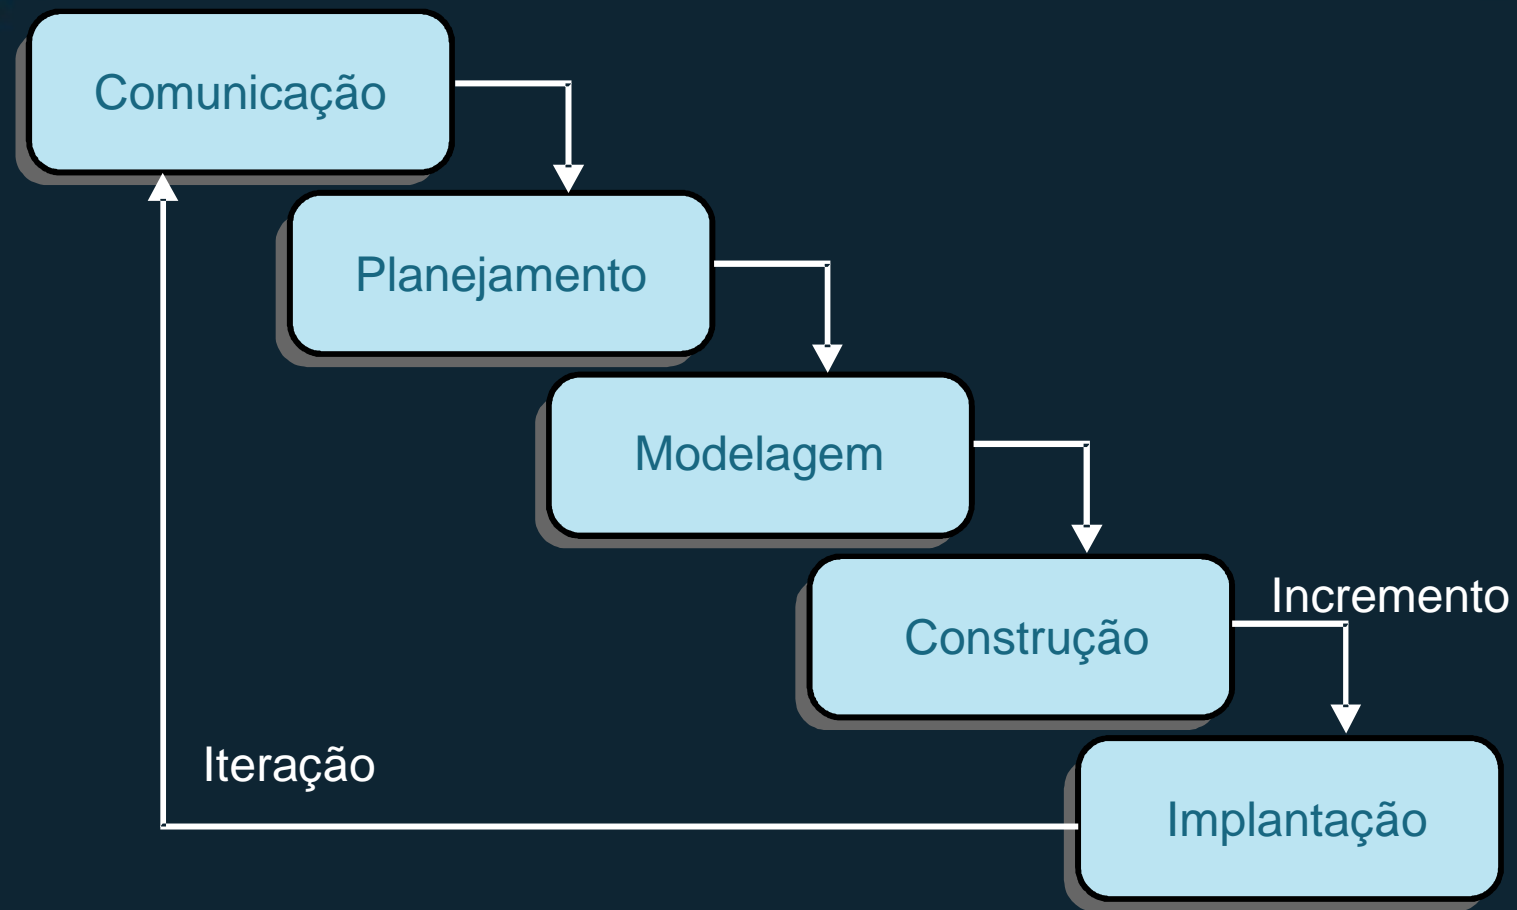 Comunicação
Planejamento
Modelagem
Incremento
Construção
Iteração
Implantação